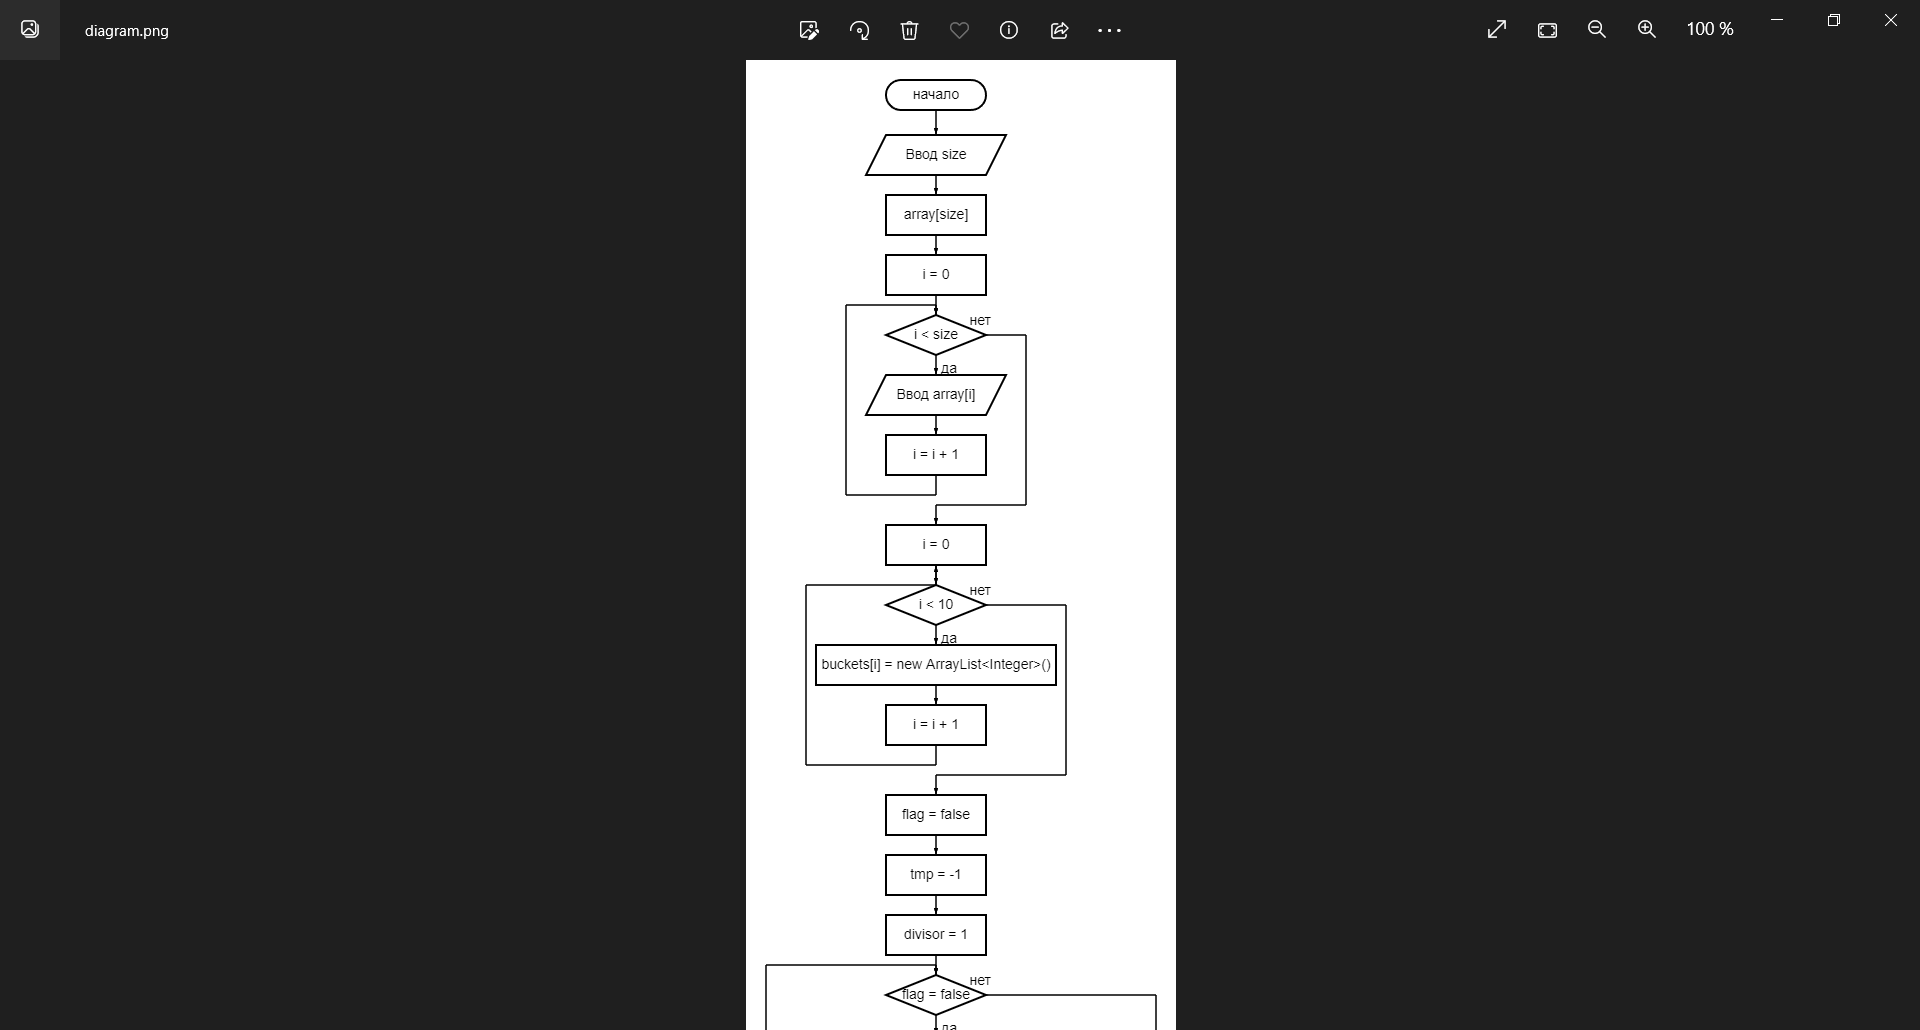 diagram.png
100 %
начало
Ввод size
array[size]
i = 0
i < size
нет
да
Ввод array[i]
i = i + 1
i = 0
i < 10
нет
да
buckets[i] = new ArrayList<Integer>()
i = i + 1
flag = false
tmp = -1
divisor = 1
flag = false
нет
да